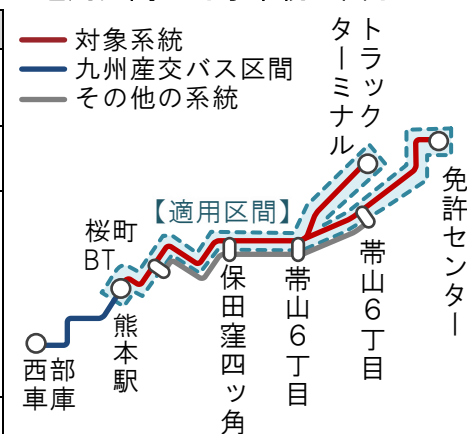 対象系統
九州産交バス区間
その他の系統
トラック
ターミナル
【適用区間】
免許センター
桜町
BT
帯山6丁目
保田窪四ッ角
帯山6丁目
熊本駅
西部
車庫